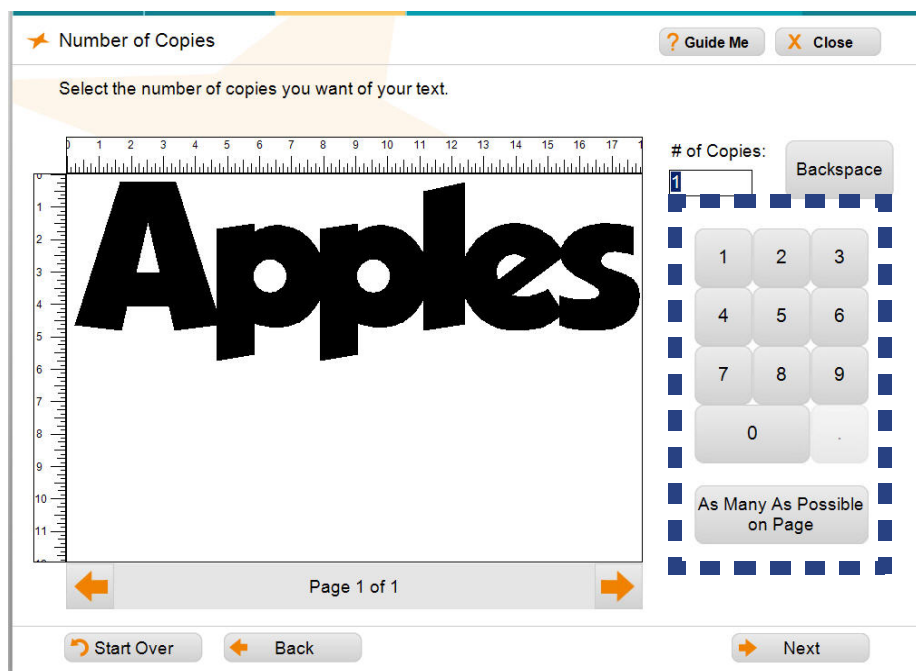 Number of Copies
? Guide Me
X Close
Select the number of copies you want of your text.
0 1 2 3 4 5 6 7 8 9 10 11 12 13 14 15 16 17 1
# of Copies:
Backspace
1
0
1
2
3
4
5
6
7
8
9
10
11
Apples
1 2 3
4 5 6
7 8 9
0 .
As Many As Possible
on Page
Page 1 of 1
Start Over
Back
Next